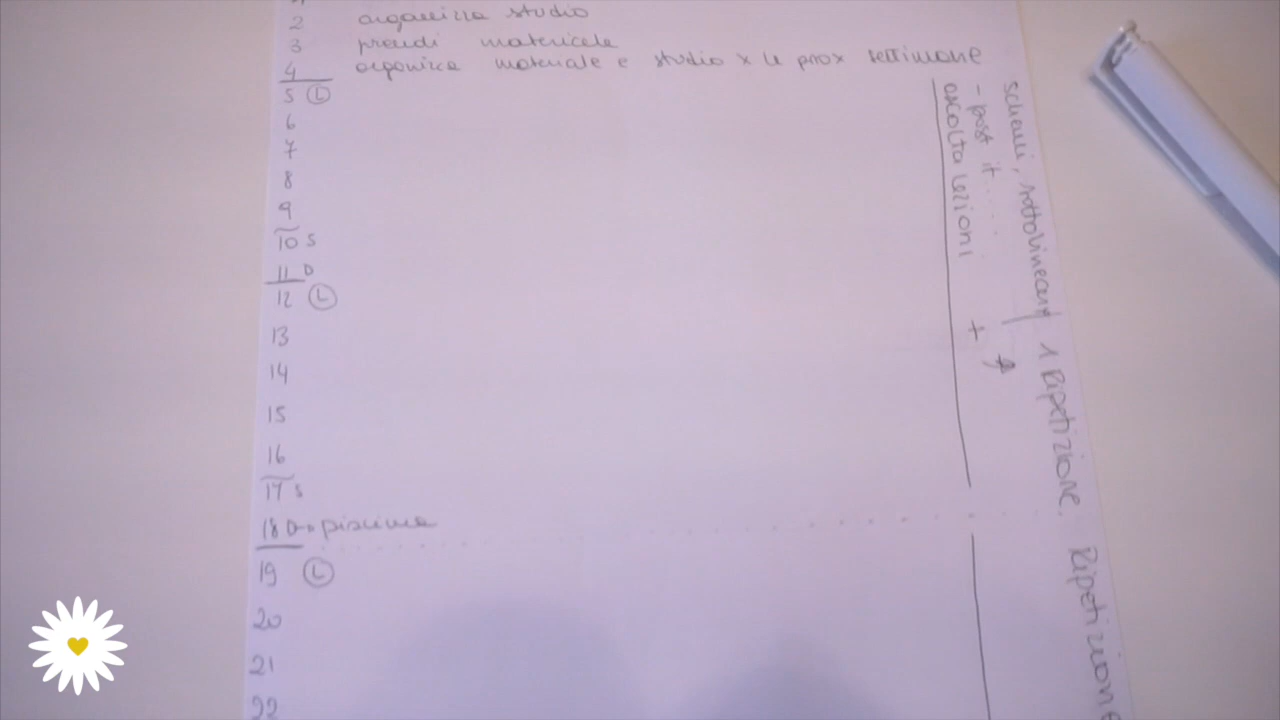 2 organizza studio
3 prendi materiale
4 organizza materiale e studio x le prox settimane
5 L
6
7
8
9
10 S
11 D
12 L
13
14
15
16
17 S
18 D piscina
19 L
20
21
22
schemi, sottolineary
- post it....
ascolta lezioni +
1 Ripetizione.
Ripetizione